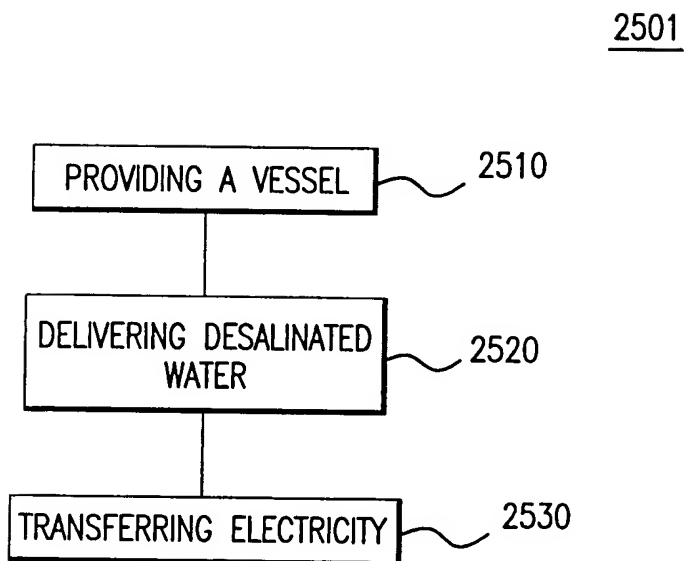 2501
PROVIDING A VESSEL
2510
DELIVERING DESALINATED
WATER
2520
TRANSFERRING ELECTRICITY
2530